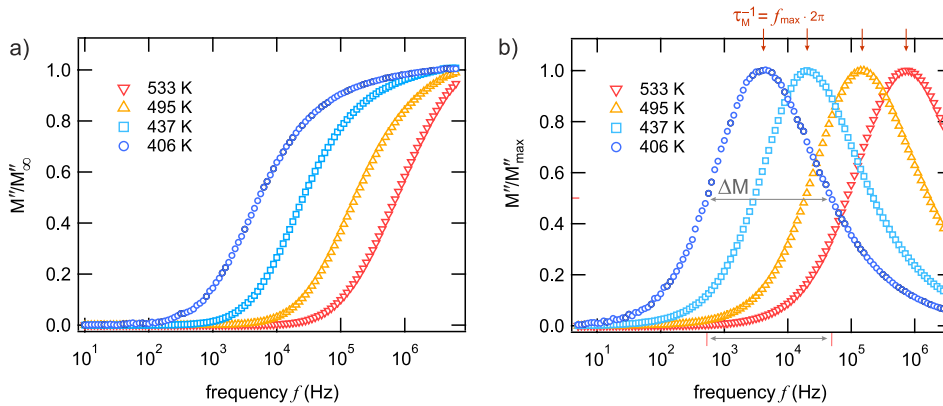 a)
M″/M″∞
1.0
0.8
0.6
0.4
0.2
0.0
533 K
495 K
437 K
406 K
10¹ 10² 10³ 10⁴ 10⁵ 10⁶
frequency f (Hz)
b)
τ_M⁻¹ = f_max · 2π
M″/M″max
1.0
0.8
0.6
0.4
0.2
0.0
533 K
495 K
437 K
406 K
ΔM
10¹ 10² 10³ 10⁴ 10⁵ 10⁶
frequency f (Hz)